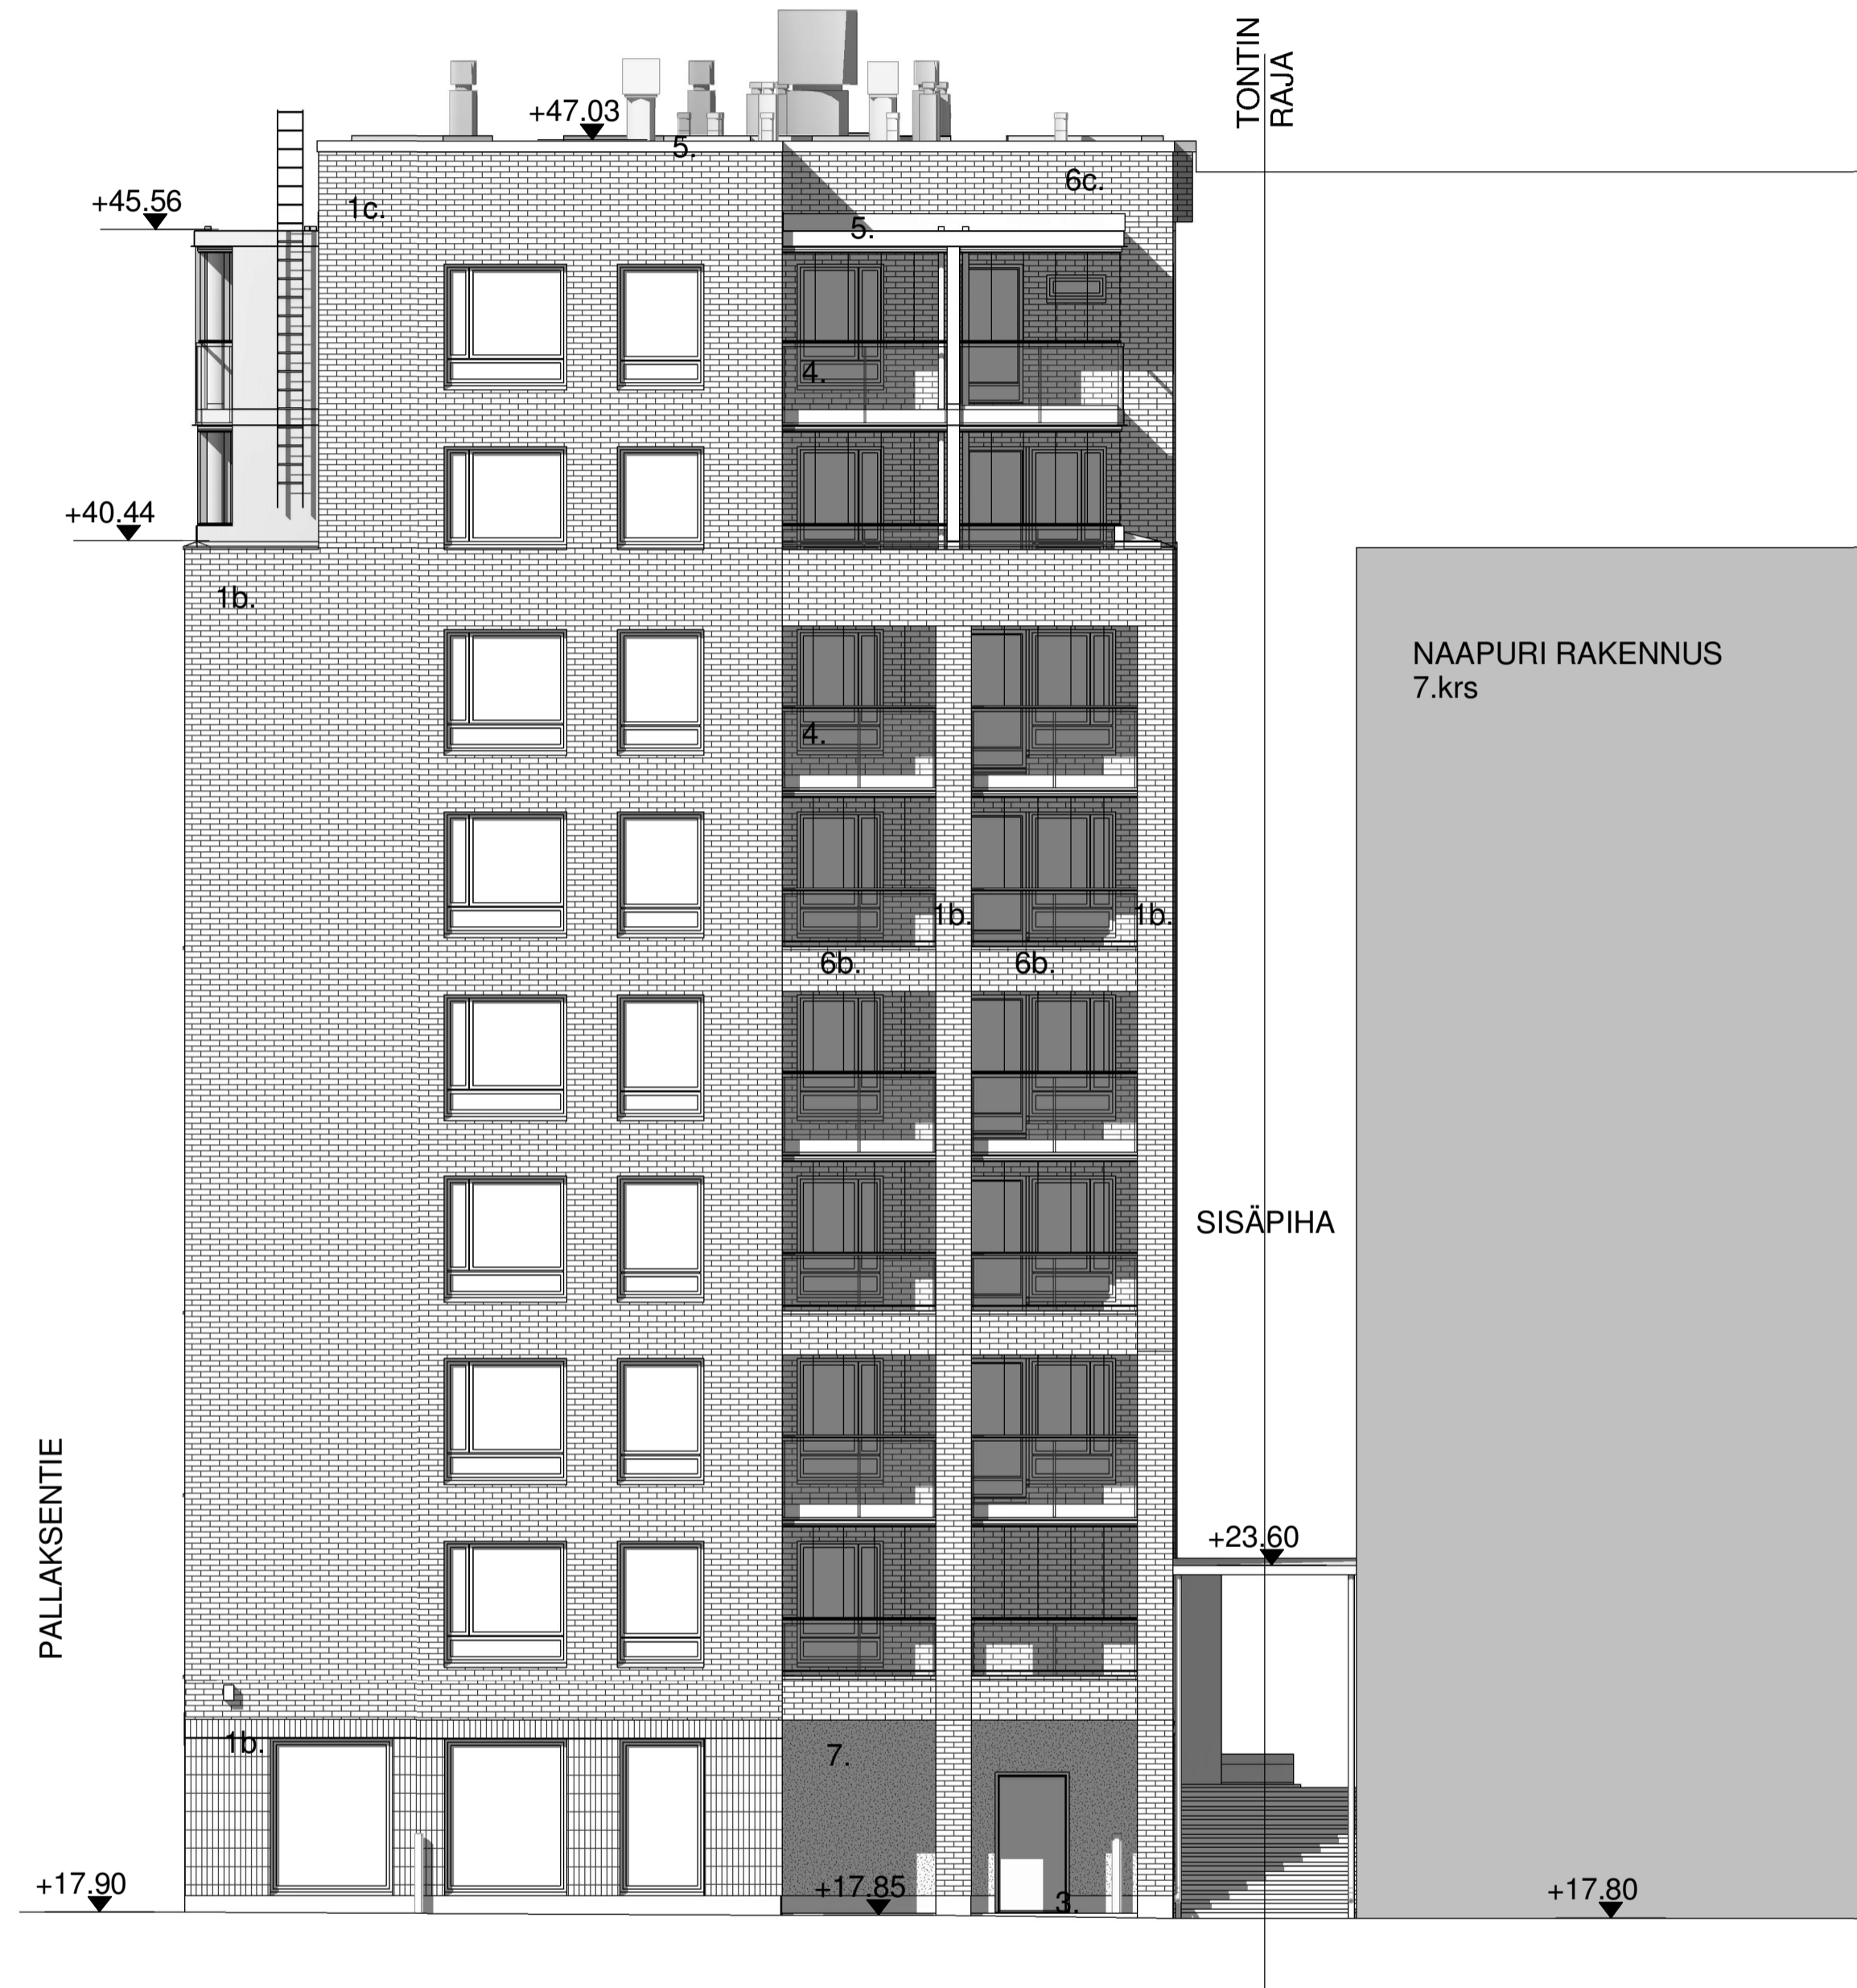 TONTIN
RAJA
+47.03
5.
6c.
+45.56
1c.
5.
4.
+40.44
1b.
NAAPURI RAKENNUS
7.krs
4.
1b.
1b.
6b.
6b.
SISÄPIHA
PALLAKSENTIE
+23.60
1b.
7.
+17.90
+17.85
3.
+17.80